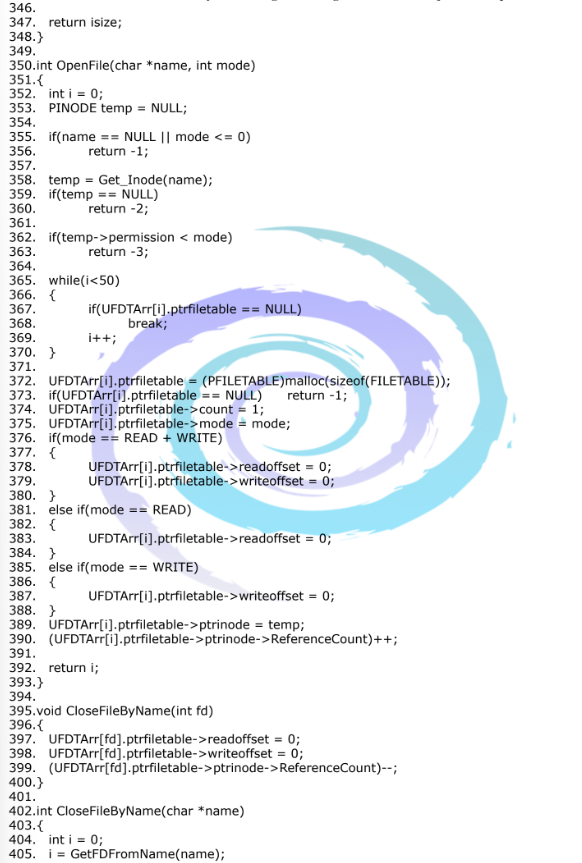 346.
347. return isize;
348.}
349.
350.int OpenFile(char *name, int mode)
351.{
352. int i = 0;
353. PINODE temp = NULL;
354.
355. if(name == NULL || mode <= 0)
356. return -1;
357.
358. temp = Get_Inode(name);
359. if(temp == NULL)
360. return -2;
361.
362. if(temp->permission < mode)
363. return -3;
364.
365. while(i<50)
366. {
367. if(UFDTArr[i].ptrfiletable == NULL)
368. break;
369. i++;
370. }
371.
372. UFDTArr[i].ptrfiletable = (PFILETABLE)malloc(sizeof(FILETABLE));
373. if(UFDTArr[i].ptrfiletable == NULL) return -1;
374. UFDTArr[i].ptrfiletable->count = 1;
375. UFDTArr[i].ptrfiletable->mode = mode;
376. if(mode == READ + WRITE)
377. {
378. UFDTArr[i].ptrfiletable->readoffset = 0;
379. UFDTArr[i].ptrfiletable->writeoffset = 0;
380. }
381. else if(mode == READ)
382. {
383. UFDTArr[i].ptrfiletable->readoffset = 0;
384. }
385. else if(mode == WRITE)
386. {
387. UFDTArr[i].ptrfiletable->writeoffset = 0;
388. }
389. UFDTArr[i].ptrfiletable->ptrinode = temp;
390. (UFDTArr[i].ptrfiletable->ptrinode->ReferenceCount)++;
391.
392. return i;
393.}
394.
395.void CloseFileByName(int fd)
396.{
397. UFDTArr[fd].ptrfiletable->readoffset = 0;
398. UFDTArr[fd].ptrfiletable->writeoffset = 0;
399. (UFDTArr[fd].ptrfiletable->ptrinode->ReferenceCount)--;
400.}
401.
402.int CloseFileByName(char *name)
403.{
404. int i = 0;
405. i = GetFDFromName(name);